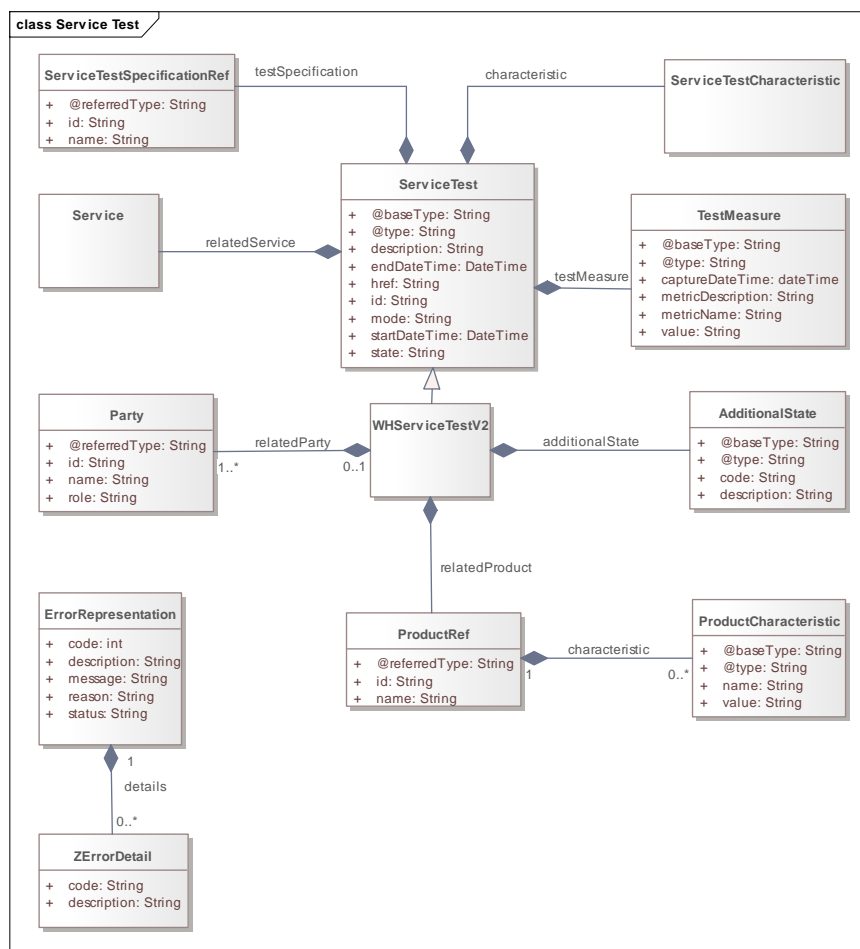 class Service Test
ServiceTestSpecificationRef
+ @referredType: String
+ id: String
+ name: String
testSpecification
characteristic
ServiceTestCharacteristic
ServiceTest
+ @baseType: String
+ @type: String
+ description: String
+ endDateTime: DateTime
+ href: String
+ id: String
+ mode: String
+ startDateTime: DateTime
+ state: String
Service
relatedService
testMeasure
TestMeasure
+ @baseType: String
+ @type: String
+ captureDateTime: dateTime
+ metricDescription: String
+ metricName: String
+ value: String
Party
+ @referredType: String
+ id: String
+ name: String
+ role: String
relatedParty
1..*
0..1
WHServiceTestV2
additionalState
AdditionalState
+ @baseType: String
+ @type: String
+ code: String
+ description: String
relatedProduct
ErrorRepresentation
+ code: int
+ description: String
+ message: String
+ reason: String
+ status: String
ProductRef
+ @referredType: String
+ id: String
+ name: String
characteristic
1
0..*
ProductCharacteristic
+ @baseType: String
+ @type: String
+ name: String
+ value: String
1
details
0..*
ZErrorDetail
+ code: String
+ description: String